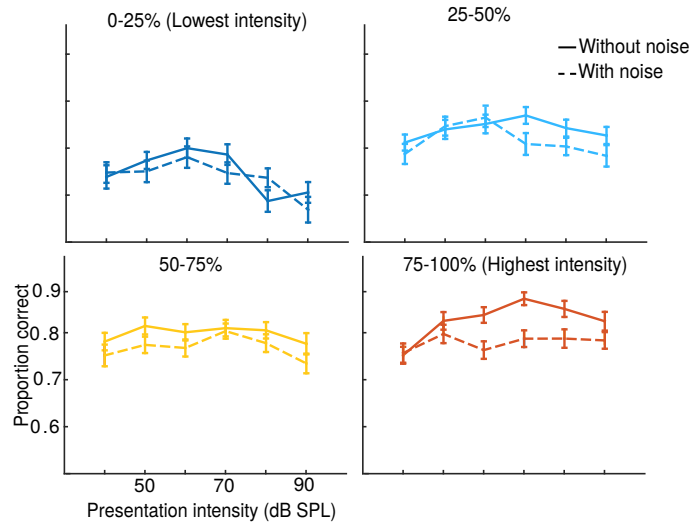 0-25% (Lowest intensity)
25-50%
Without noise
With noise
50-75%
75-100% (Highest intensity)
Proportion correct
0.9
0.8
0.7
0.6
50
70
90
Presentation intensity (dB SPL)